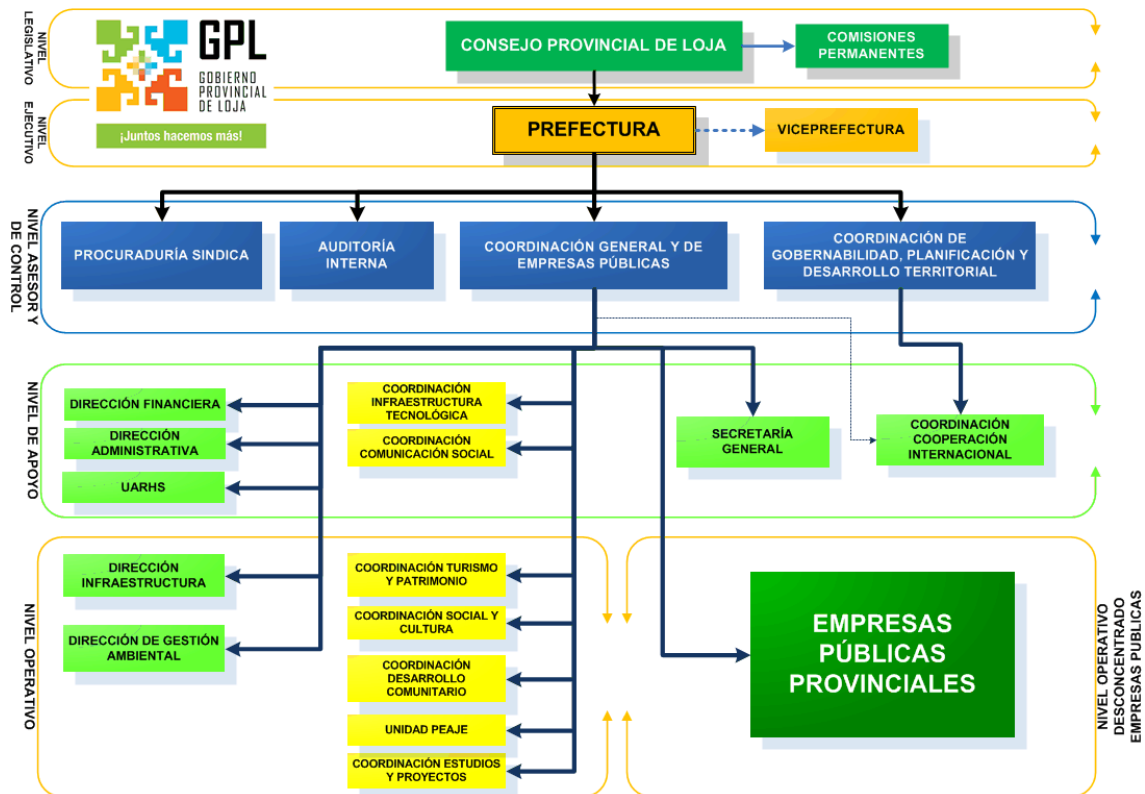 NIVEL
LEGISLATIVO
GPL
GOBIERNO
PROVINCIAL
DE LOJA
¡Juntos hacemos más!
CONSEJO PROVINCIAL DE LOJA
COMISIONES
PERMANENTES
NIVEL
EJECUTIVO
PREFECTURA
VICEPREFECTURA
NIVEL ASESOR Y
DE CONTROL
PROCURADURÍA SINDICA
AUDITORÍA
INTERNA
COORDINACIÓN GENERAL Y DE
EMPRESAS PÚBLICAS
COORDINACIÓN DE
GOBERNABILIDAD, PLANIFICACIÓN Y
DESARROLLO TERRITORIAL
NIVEL DE APOYO
DIRECCIÓN FINANCIERA
DIRECCIÓN
ADMINISTRATIVA
UARHS
COORDINACIÓN
INFRAESTRUCTURA
TECNOLÓGICA
COORDINACIÓN
COMUNICACIÓN SOCIAL
SECRETARÍA
GENERAL
COORDINACIÓN
COOPERACIÓN
INTERNACIONAL
NIVEL OPERATIVO
DIRECCIÓN
INFRAESTRUCTURA
DIRECCIÓN DE GESTIÓN
AMBIENTAL
COORDINACIÓN TURISMO
Y PATRIMONIO
COORDINACIÓN SOCIAL Y
CULTURA
COORDINACIÓN
DESARROLLO
COMUNITARIO
UNIDAD PEAJE
COORDINACIÓN ESTUDIOS
Y PROYECTOS
EMPRESAS
PÚBLICAS
PROVINCIALES
NIVEL OPERATIVO
DESCONCENTRADO
EMPRESAS PUBLICAS